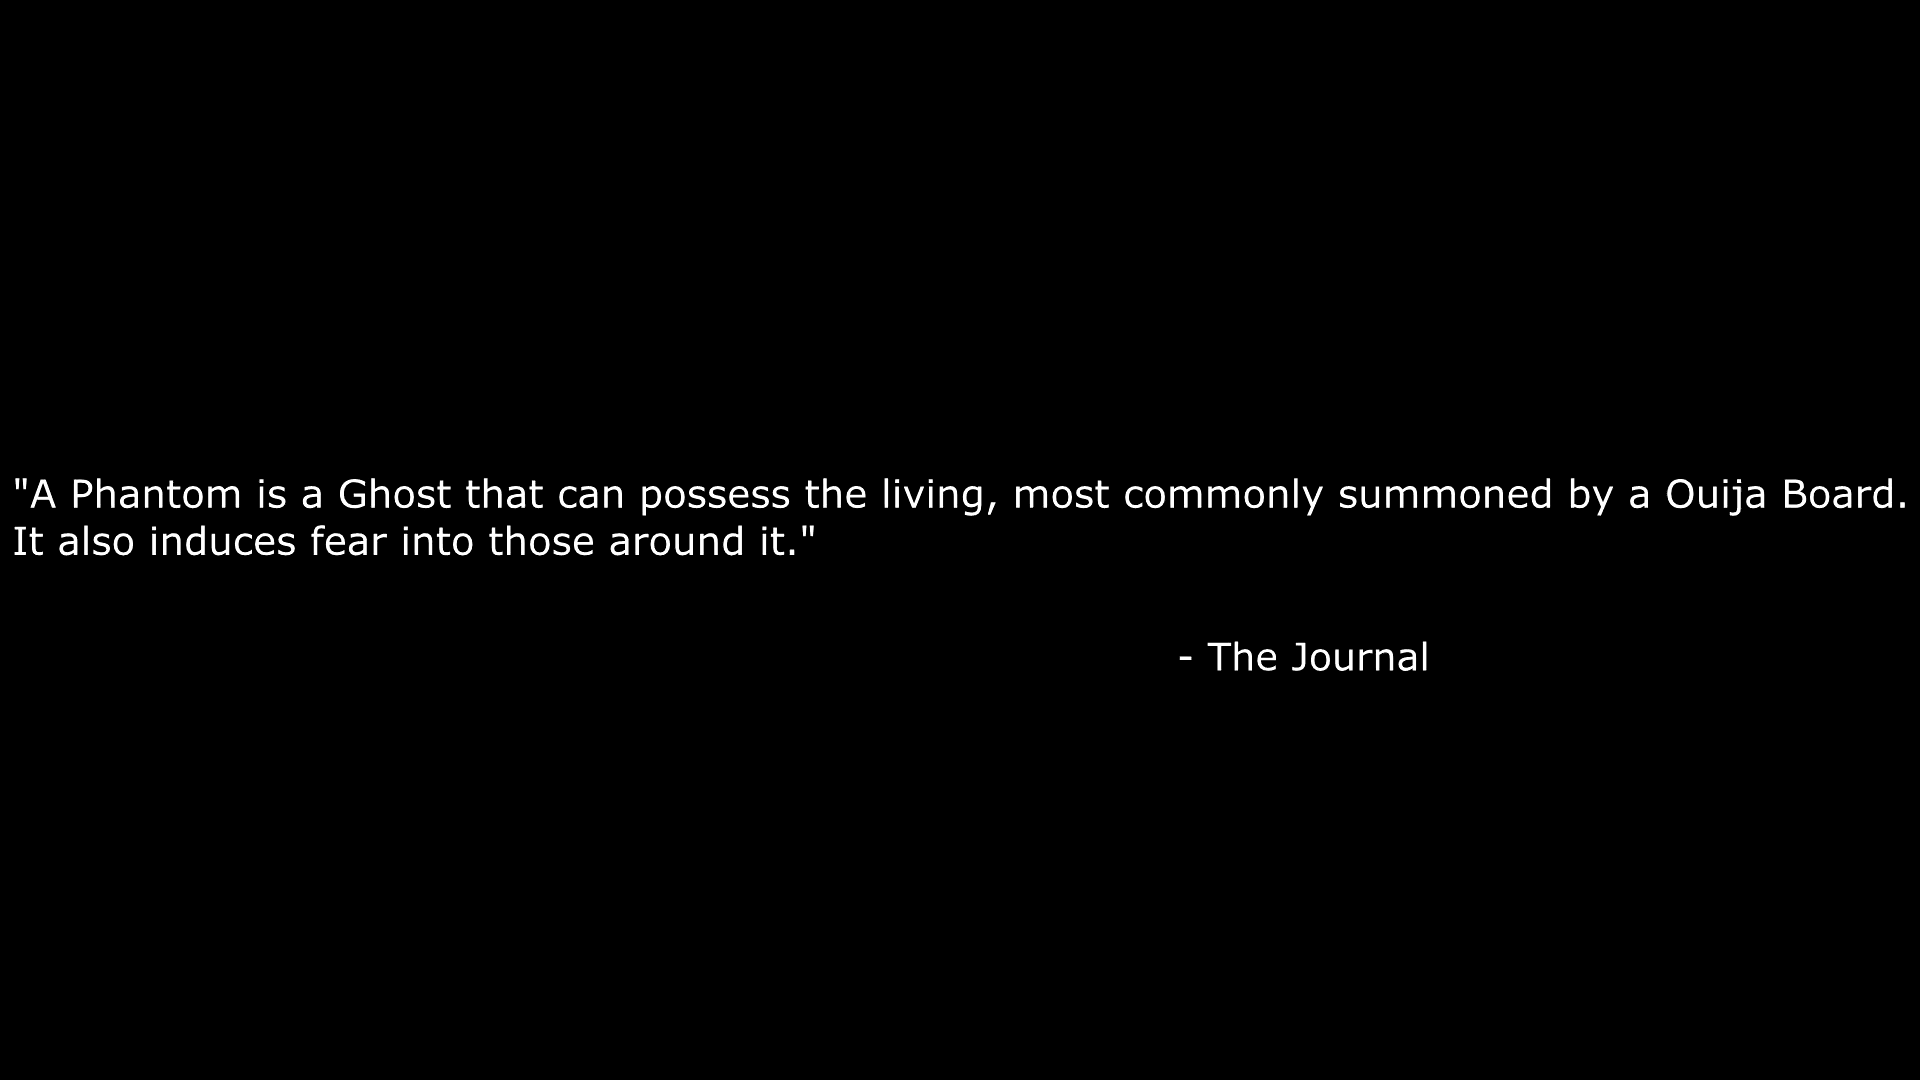 "A Phantom is a Ghost that can possess the living, most commonly summoned by a Ouija Board.
It also induces fear into those around it."
- The Journal